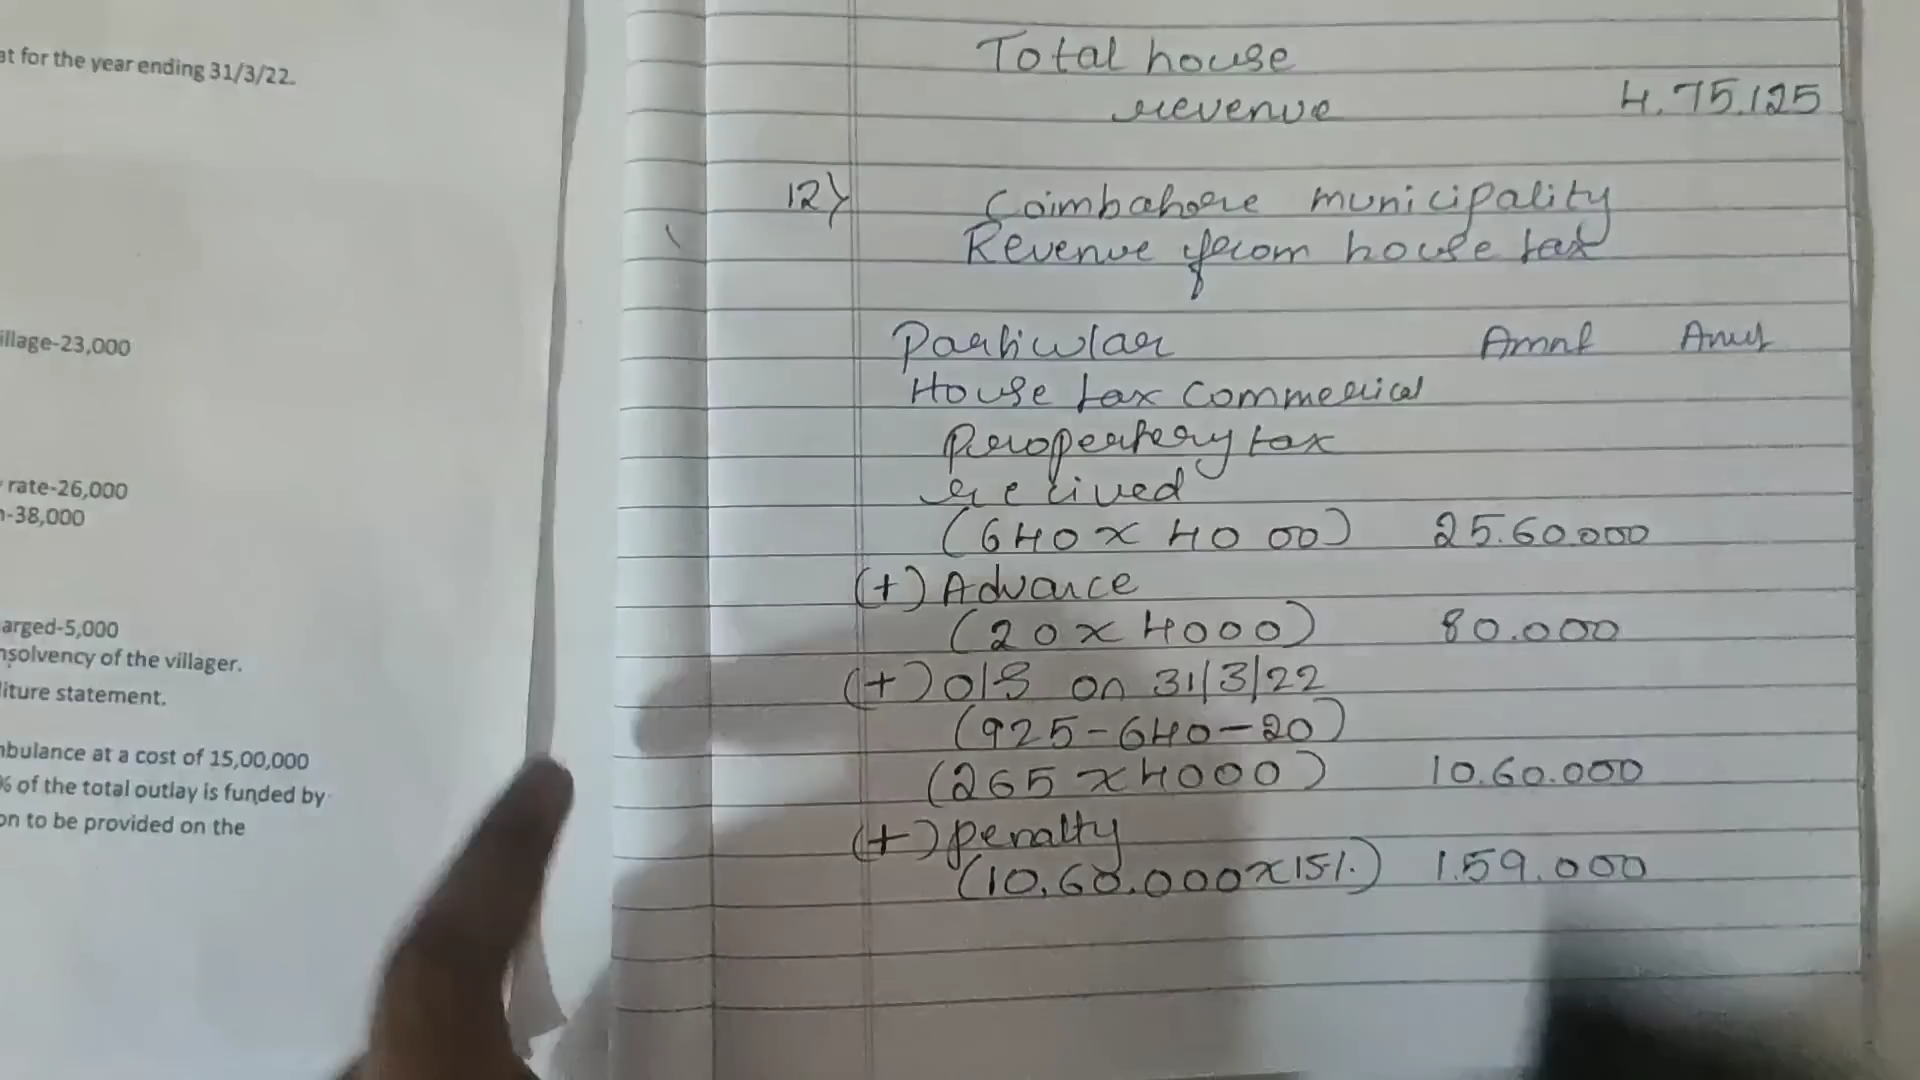 at for the year ending 31/3/22.
illage-23,000
rate-26,000
-38,000
arged-5,000
nsolvency of the villager.
liture statement.
nbulance at a cost of 15,00,000
% of the total outlay is funded by
on to be provided on the
Total house
revenue 4.75.125
12) Coimbahore municipality
Revenue from house tax
Particular Amnt Amt
House tax commerical
Propertery tax
recived
(640 x 4000) 25.60.000
(+) Advance
(20 x 4000) 80.000
(+) O/S on 31/3/22
(925-640-20)
(265 x 4000) 10.60.000
(+) penalty
(10,60.000 x 15%) 1.59.000